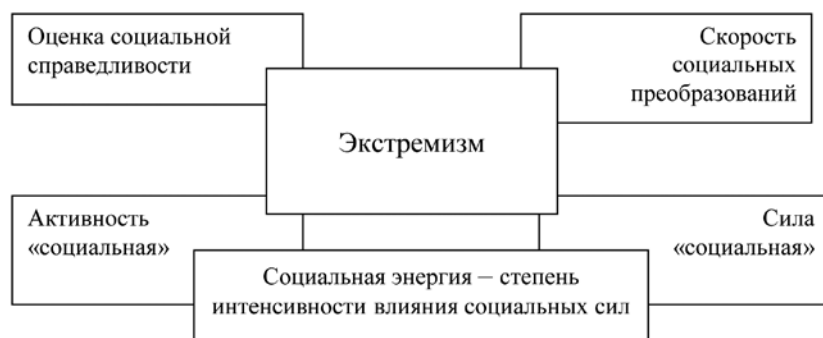 Оценка социальной
справедливости
Скорость
социальных
преобразований
Экстремизм
Активность
«социальная»
Сила
«социальная»
Социальная энергия – степень
интенсивности влияния социальных сил